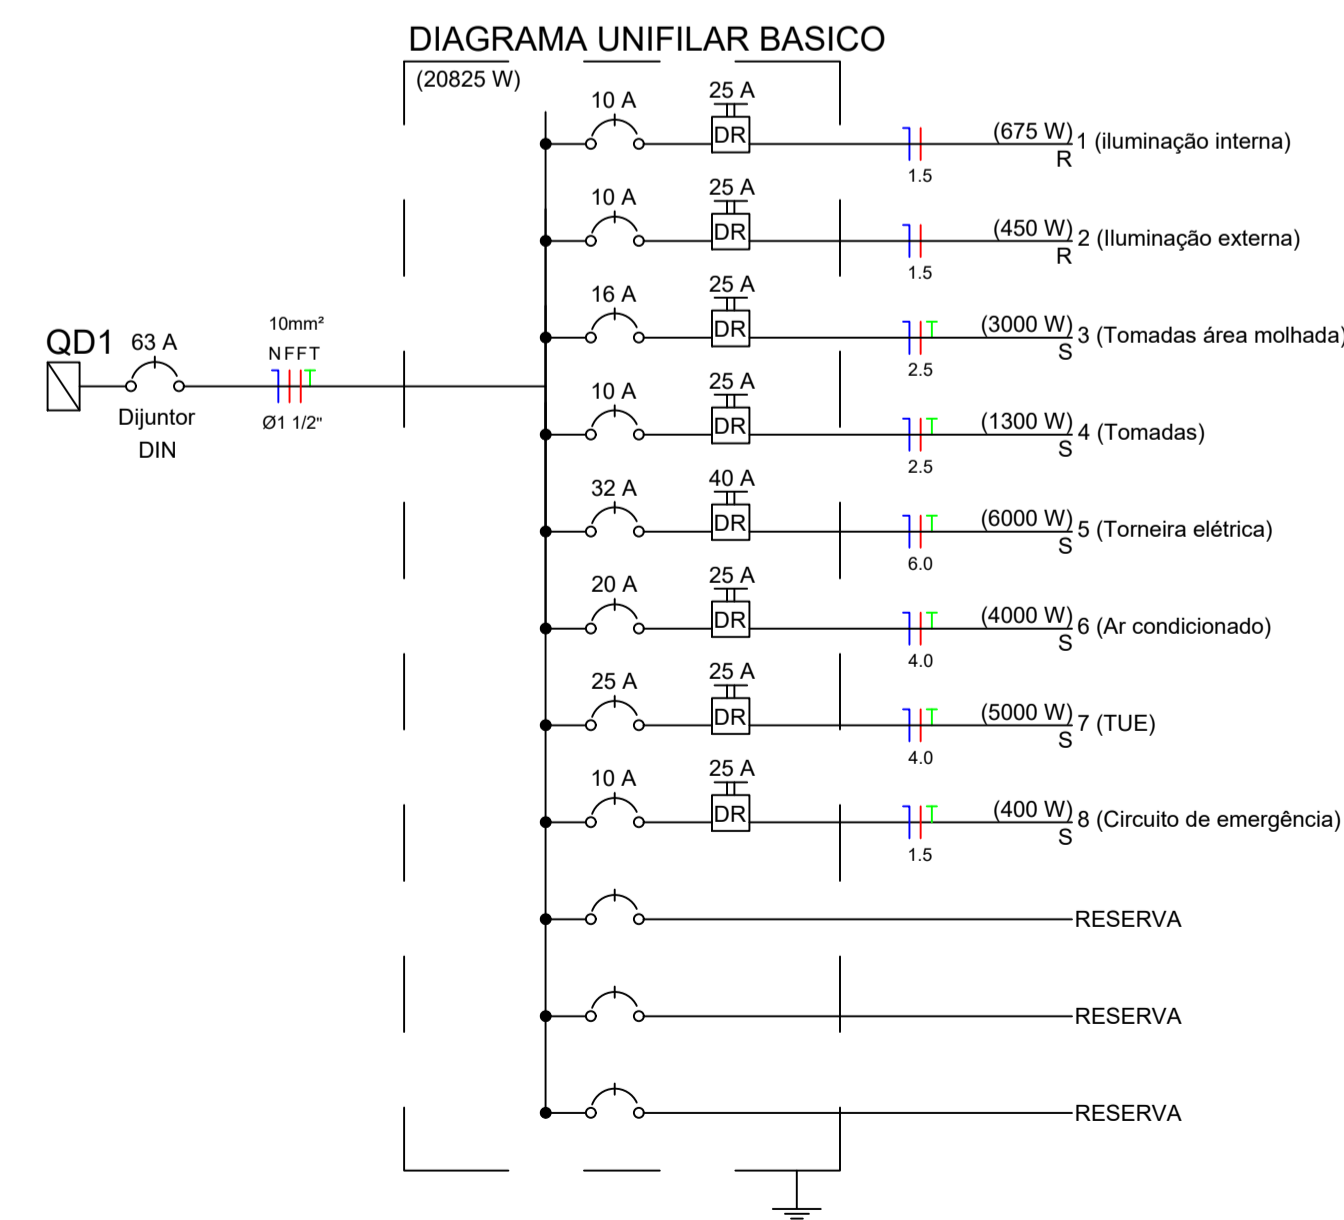 DIAGRAMA UNIFILAR BASICO
(20825 W)
10 A
25 A
DR
(675 W)
1 (iluminação interna)
R
1.5
10 A
25 A
DR
(450 W)
2 (Iluminação externa)
R
1.5
16 A
25 A
DR
(3000 W)
3 (Tomadas área molhada)
S
2.5
QD1
63 A
Dijuntor
DIN
10mm²
NFFT
Ø1 1/2"
10 A
25 A
DR
(1300 W)
4 (Tomadas)
S
2.5
32 A
40 A
DR
(6000 W)
5 (Torneira elétrica)
S
6.0
20 A
25 A
DR
(4000 W)
6 (Ar condicionado)
S
4.0
25 A
25 A
DR
(5000 W)
7 (TUE)
S
4.0
10 A
25 A
DR
(400 W)
8 (Circuito de emergência)
S
1.5
RESERVA
RESERVA
RESERVA